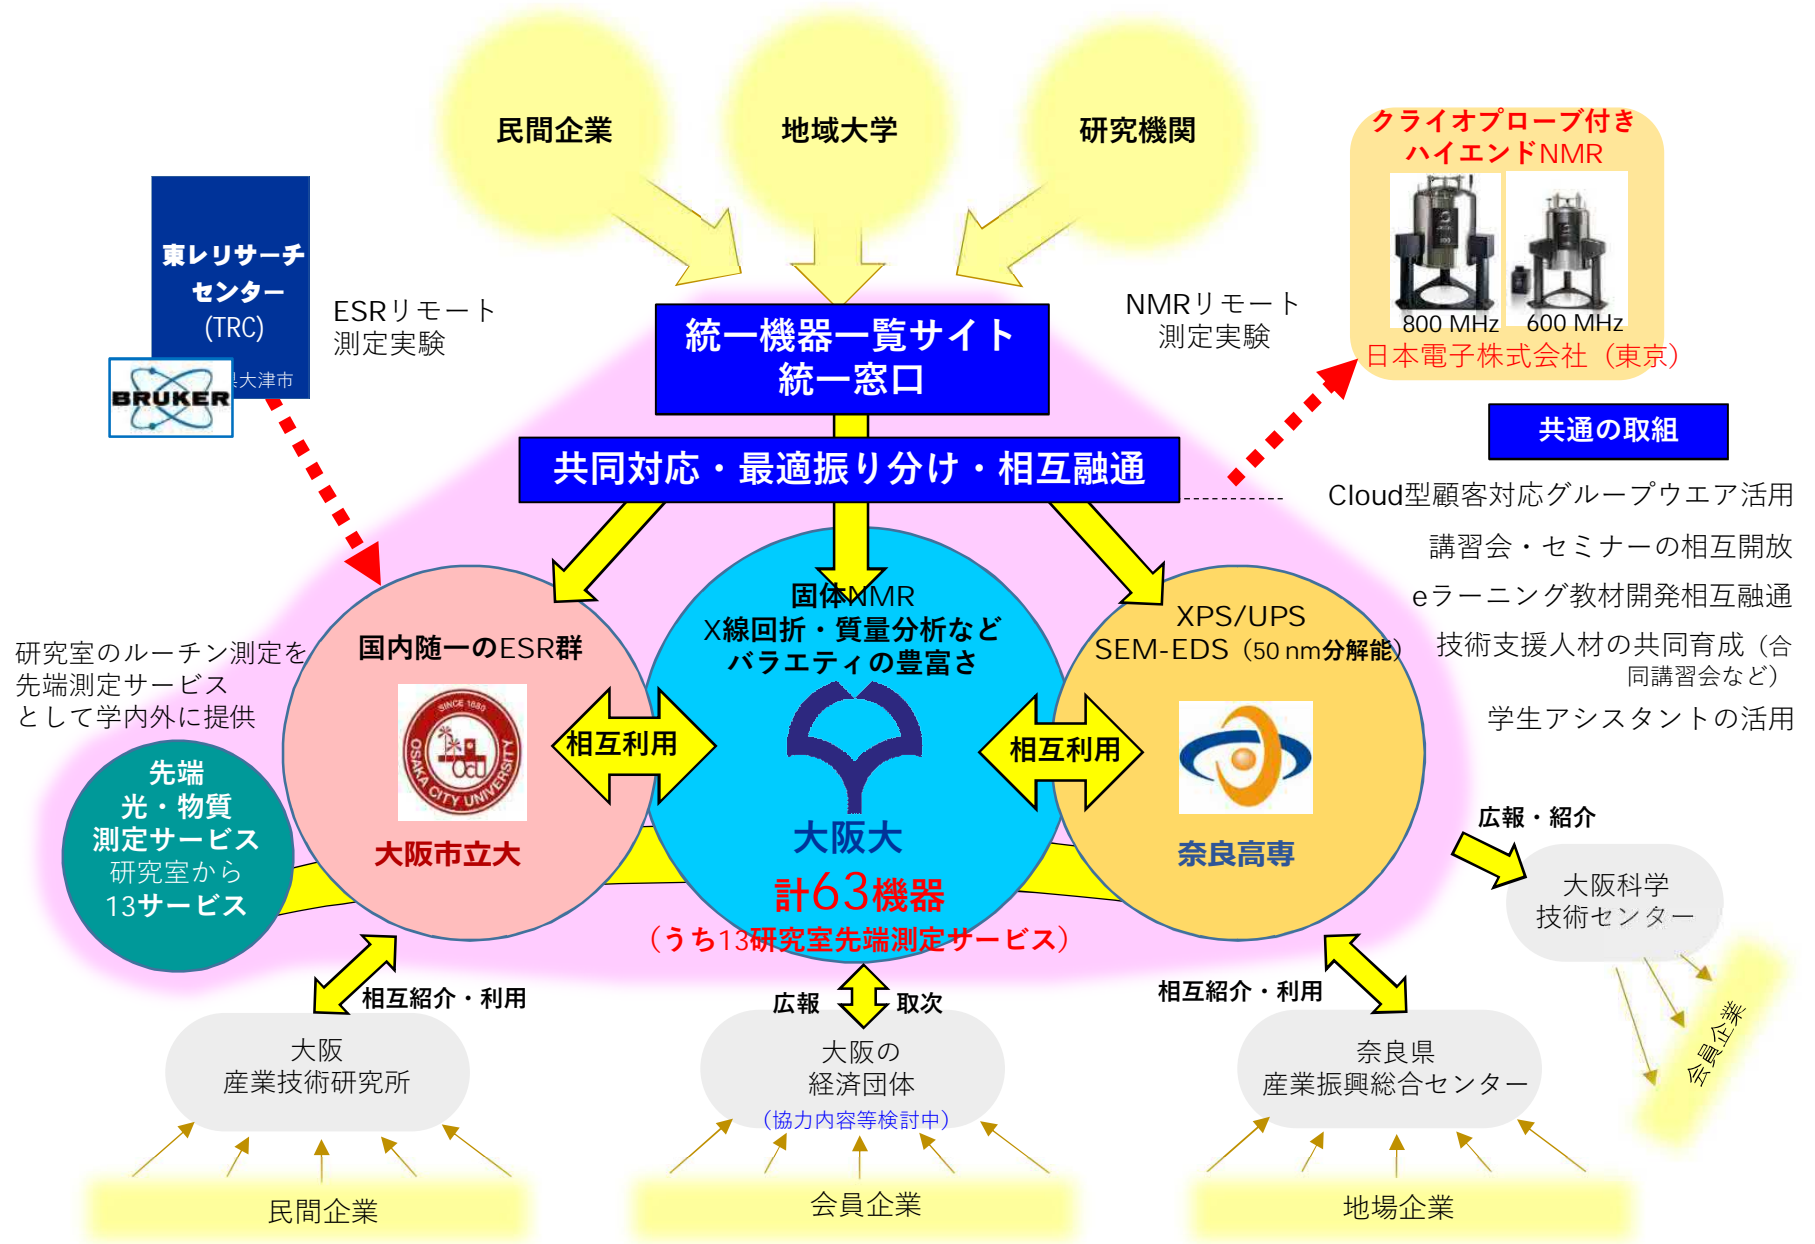 民間企業
地域大学
研究機関
クライオプローブ付き
ハイエンドNMR
800 MHz
600 MHz
日本電子株式会社（東京）
東レリサーチ
センター
(TRC)
大津市
BRUKER
ESRリモート
測定実験
NMRリモート
測定実験
統一機器一覧サイト
統一窓口
共同対応・最適振り分け・相互融通
共通の取組
Cloud型顧客対応グループウエア活用
講習会・セミナーの相互開放
eラーニング教材開発相互融通
技術支援人材の共同育成（合
同講習会など）
学生アシスタントの活用
研究室のルーチン測定を
先端測定サービス
として学内外に提供
先端
光・物質
測定サービス
研究室から
13サービス
国内随一のESR群
SINCE 1880
OSAKA CITY UNIVERSITY
OCU
大阪市立大
相互利用
固体NMR
X線回折・質量分析など
バラエティの豊富さ
大阪大
計63機器
（うち13研究室先端測定サービス）
相互利用
XPS/UPS
SEM-EDS（50 nm分解能）
奈良高専
広報・紹介
大阪科学
技術センター
会員企業
相互紹介・利用
大阪
産業技術研究所
民間企業
広報
取次
大阪の
経済団体
（協力内容等検討中）
会員企業
相互紹介・利用
奈良県
産業振興総合センター
地場企業